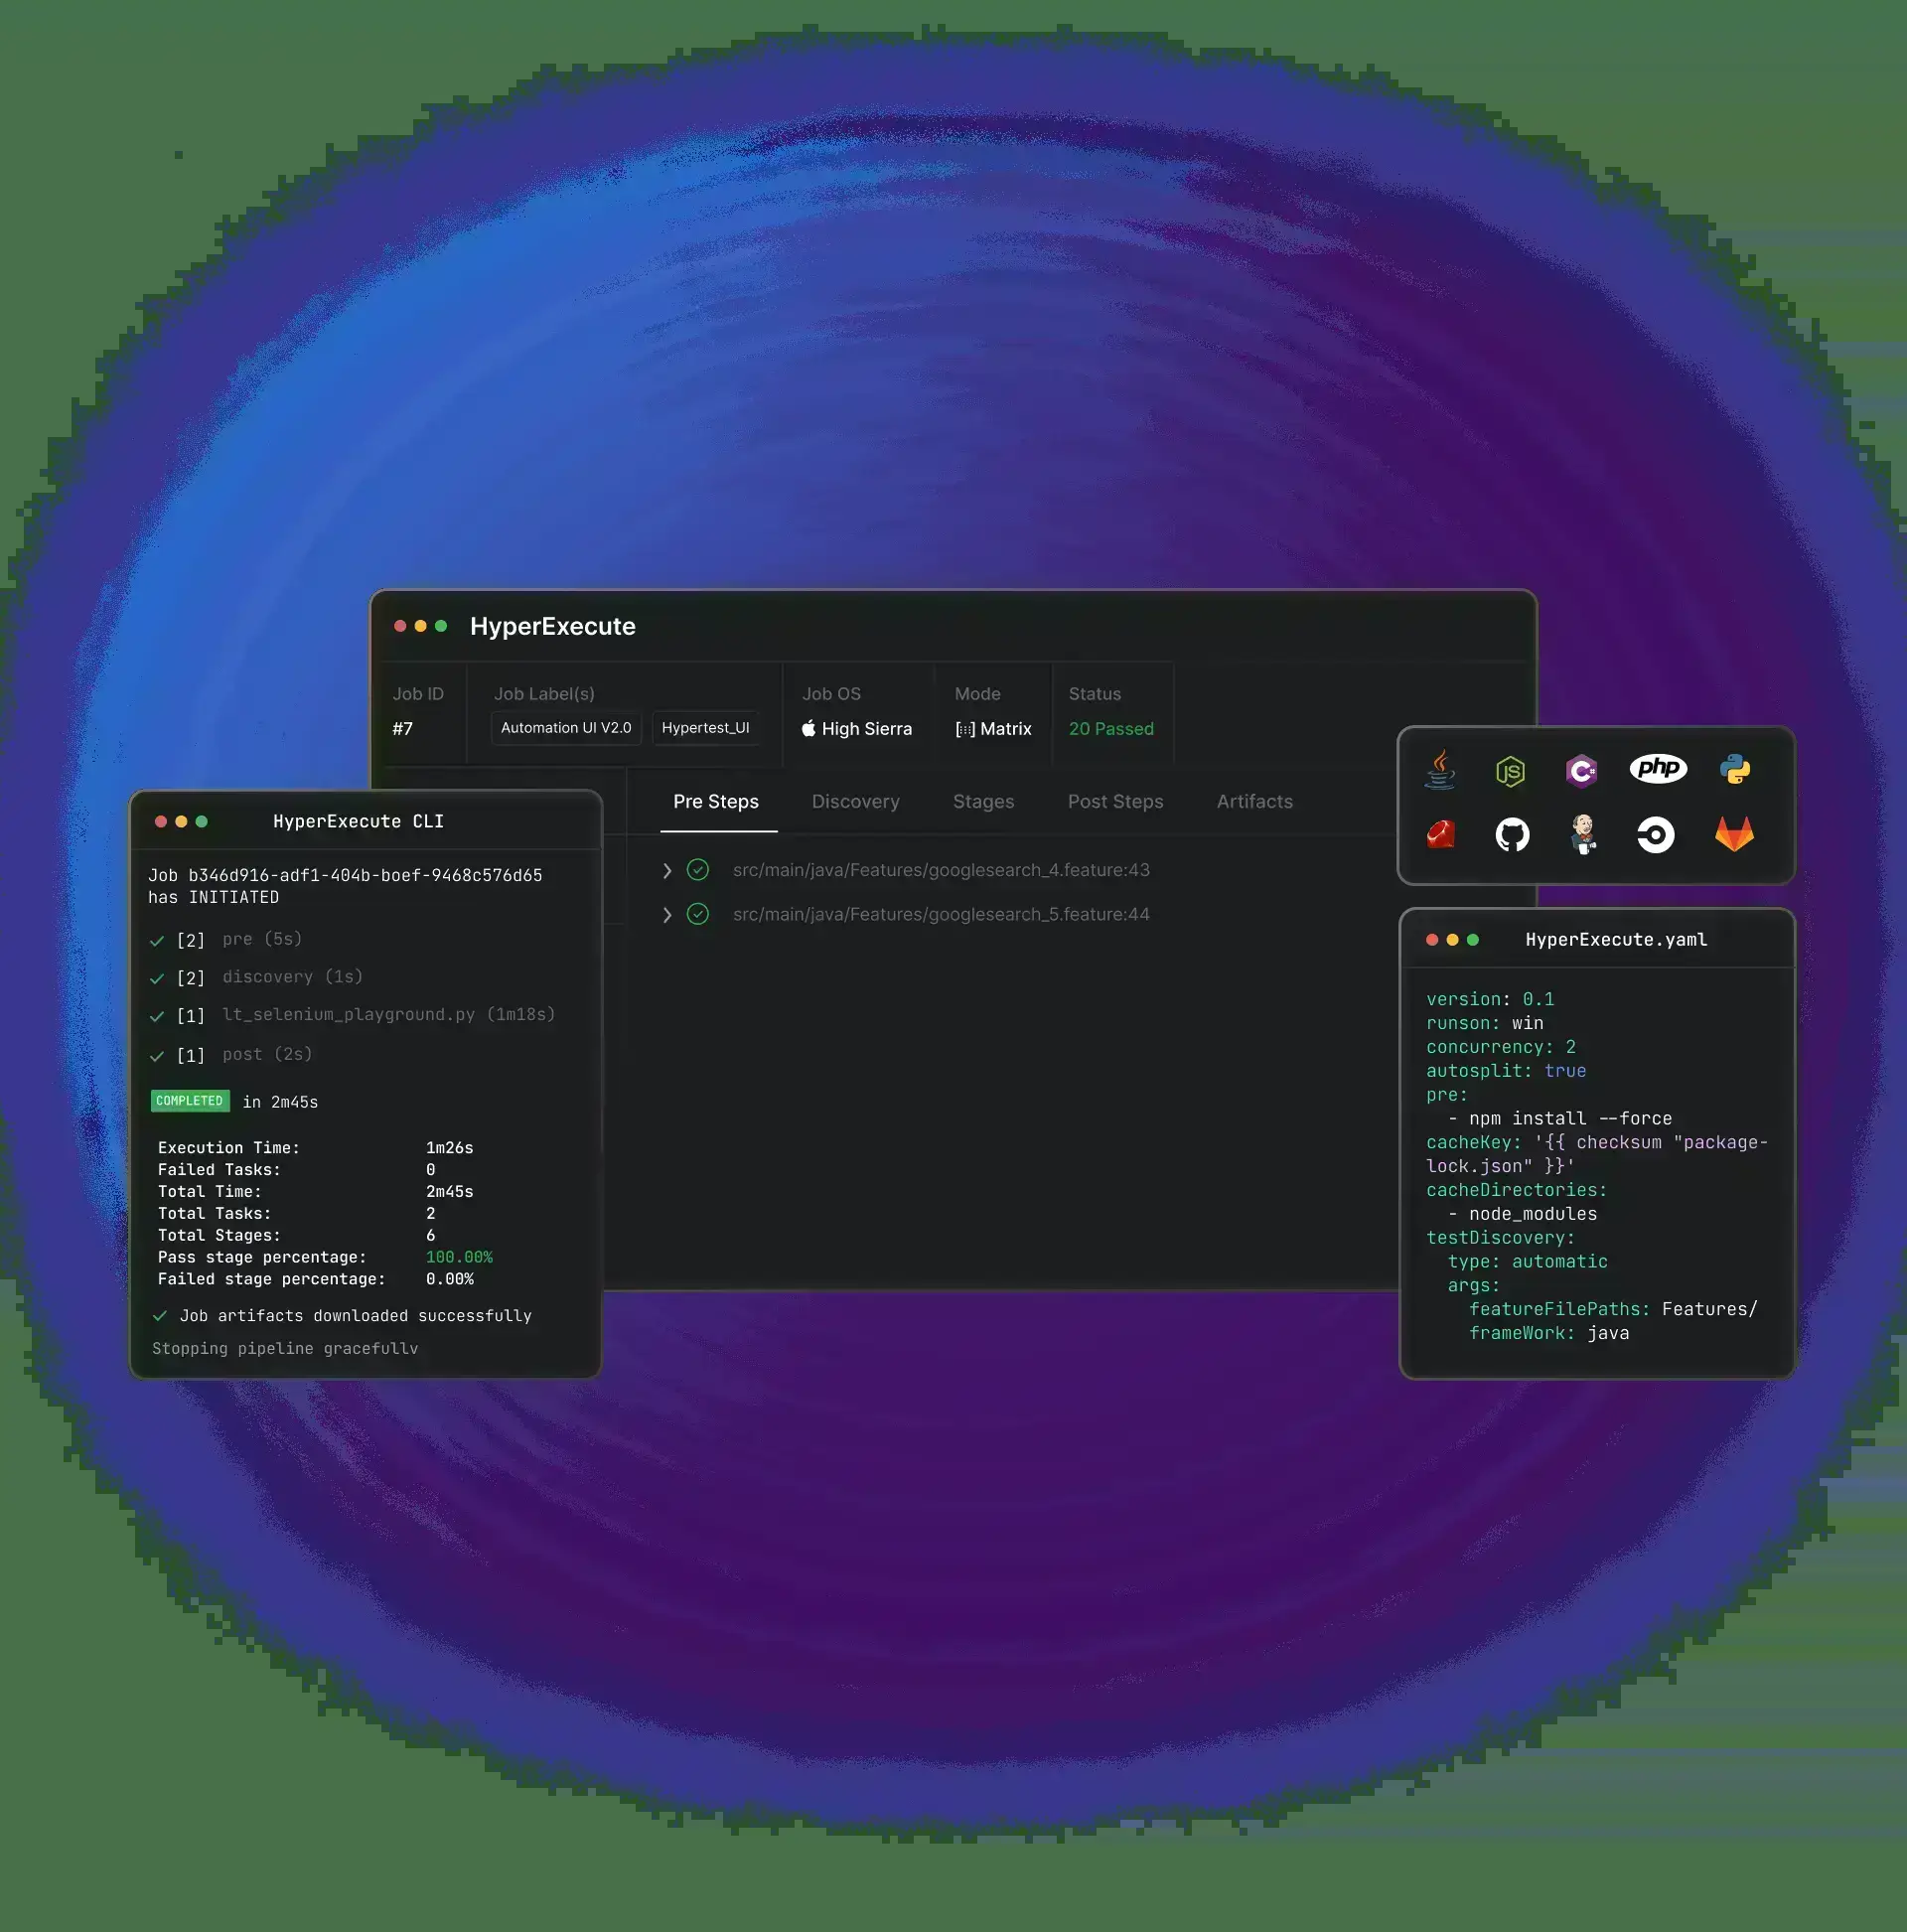 HyperExecute
Job ID
#7
Job Label(s)
Automation UI V2.0 Hypertest_UI
Job OS
High Sierra
Mode
[⁝⁝⁝] Matrix
Status
20 Passed
Pre Steps Discovery Stages Post Steps Artifacts
src/main/java/Features/googlesearch_4.feature:43
src/main/java/Features/googlesearch_5.feature:44
HyperExecute CLI
Job b346d916-adf1-404b-boef-9468c576d65
has INITIATED
[2] pre (5s)
[2] discovery (1s)
[1] lt_selenium_playground.py (1m18s)
[1] post (2s)
COMPLETED in 2m45s
Execution Time: 1m26s
Failed Tasks: 0
Total Time: 2m45s
Total Tasks: 2
Total Stages: 6
Pass stage percentage: 100.00%
Failed stage percentage: 0.00%
Job artifacts downloaded successfully
Stopping pipeline gracefully
JS
C#
php
HyperExecute.yaml
version: 0.1
runson: win
concurrency: 2
autosplit: true
pre:
- npm install --force
cacheKey: '{{ checksum "package-
lock.json" }}'
cacheDirectories:
- node_modules
testDiscovery:
type: automatic
args:
featureFilePaths: Features/
frameWork: java